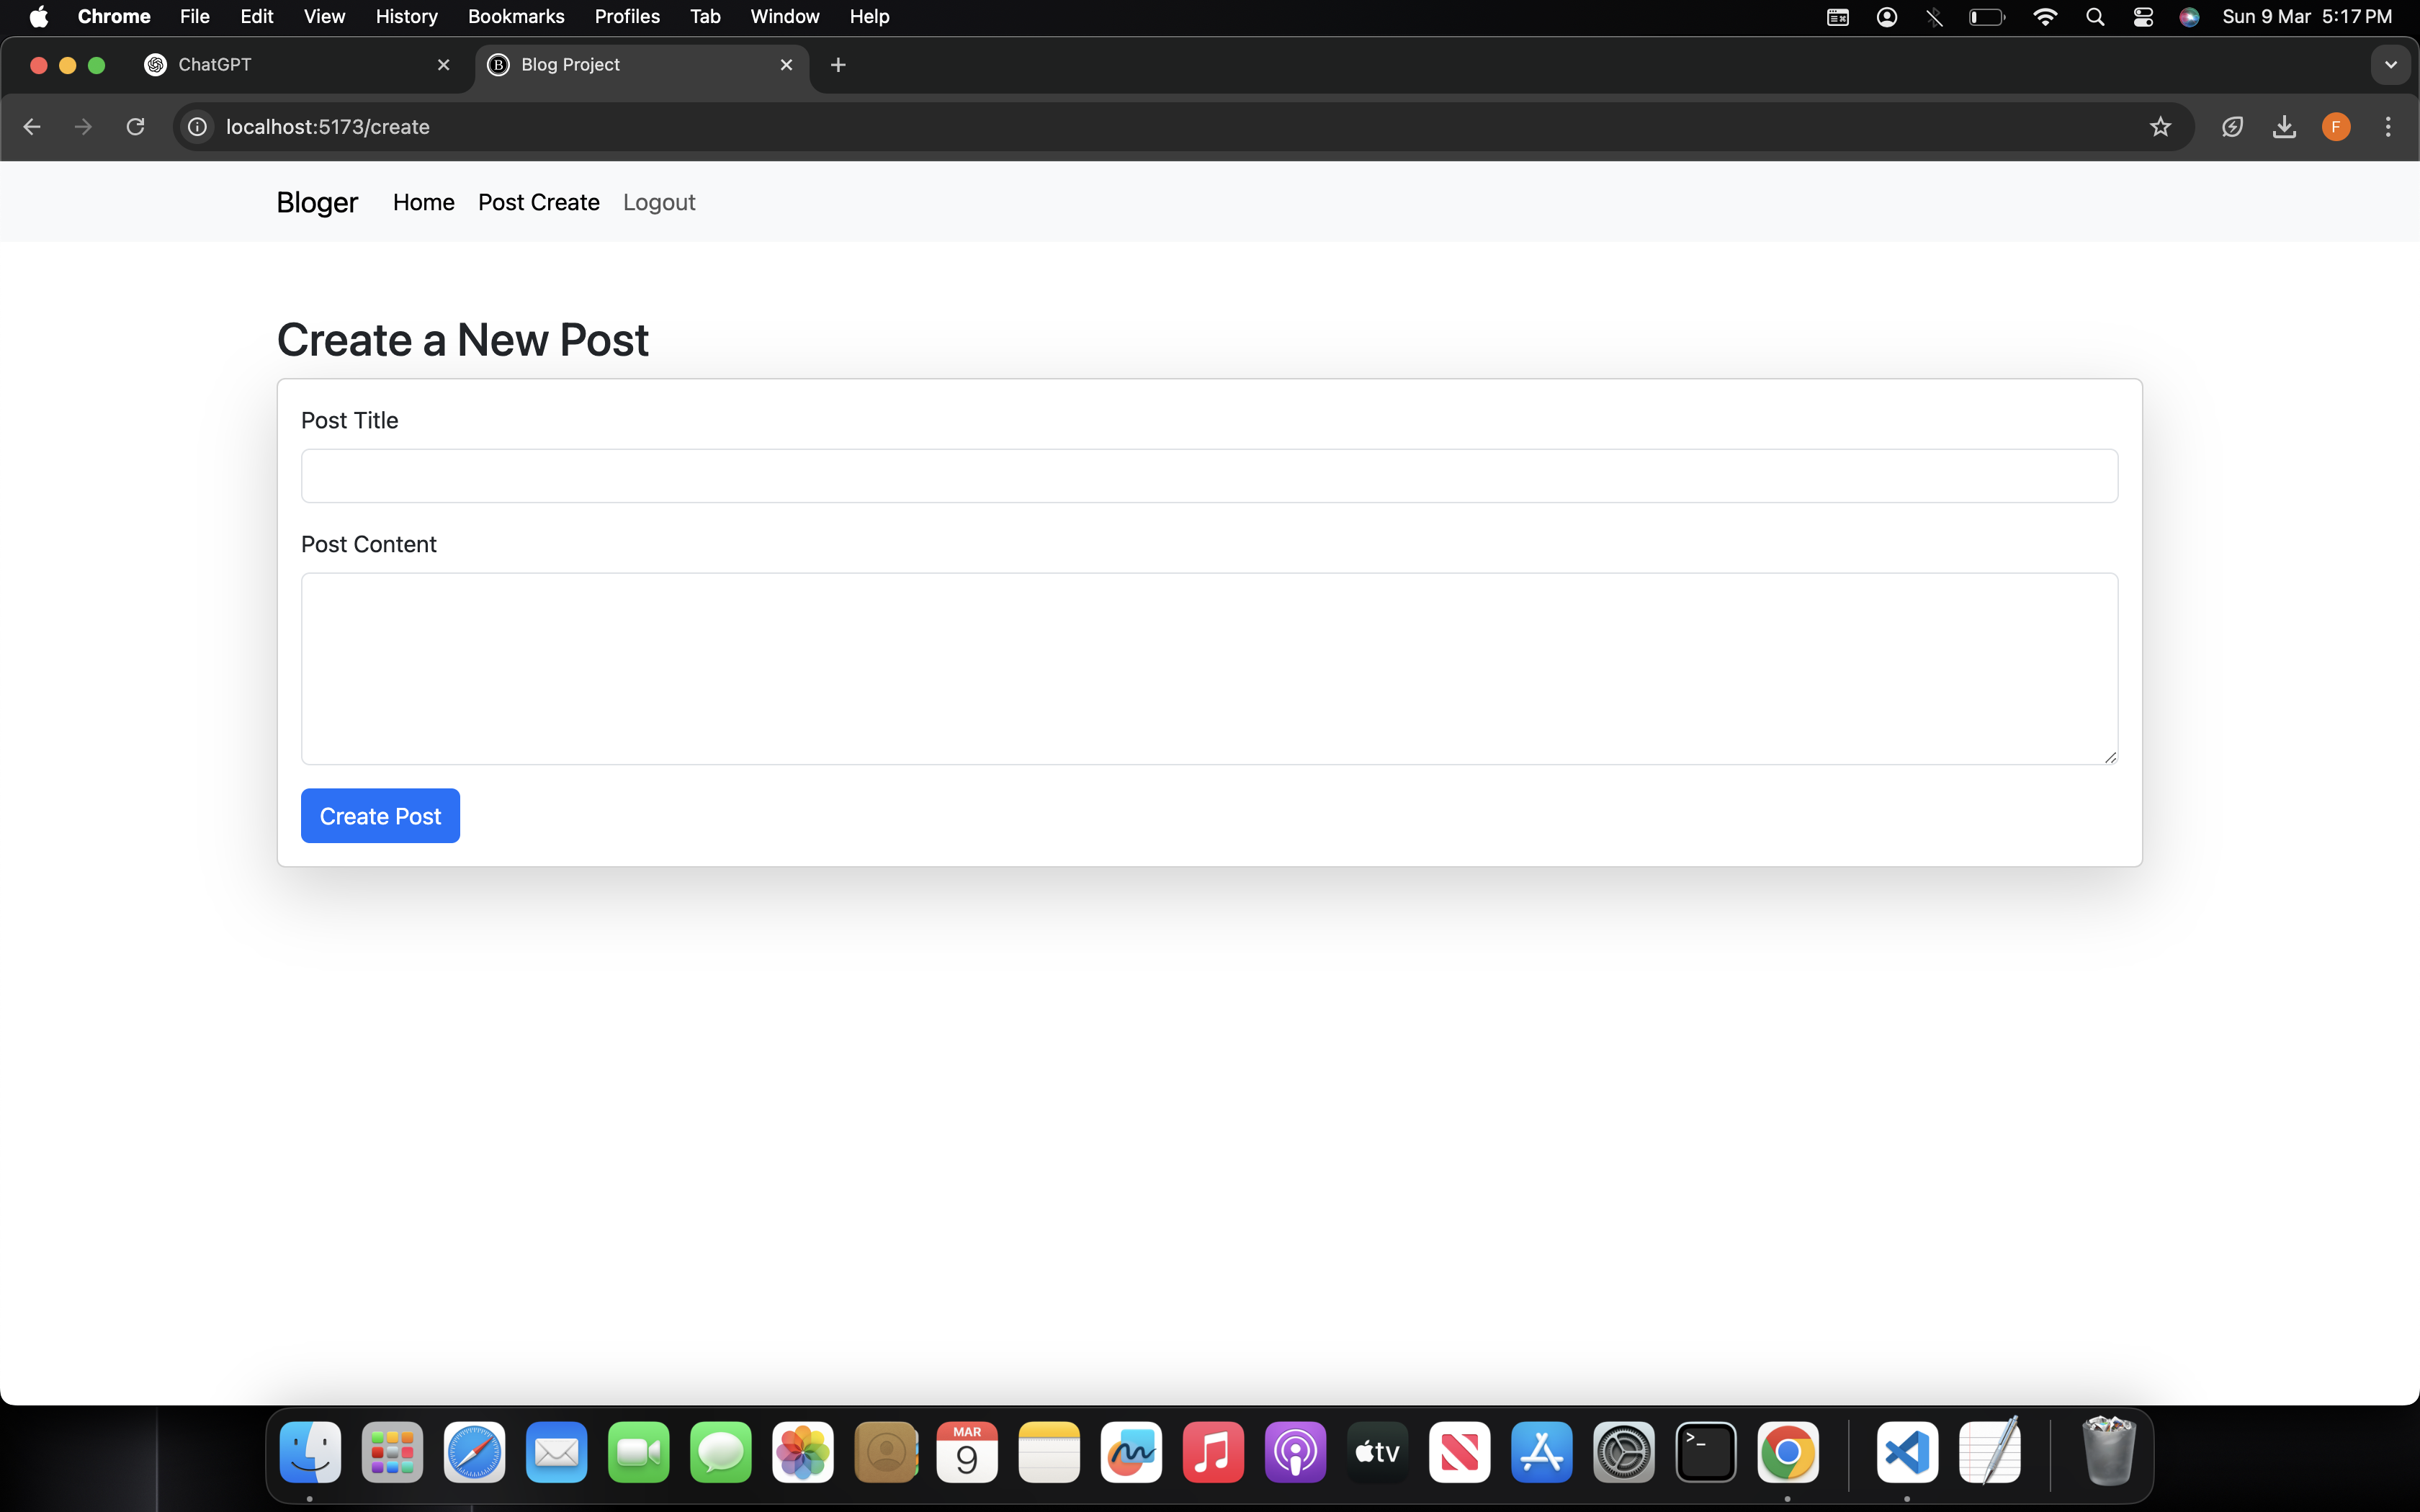 Chrome File Edit View History Bookmarks Profiles Tab Window Help Sun 9 Mar 5:17 PM
ChatGPT B Blog Project
localhost:5173/create F
Bloger Home Post Create Logout
Create a New Post
Post Title
Post Content
Create Post
MAR
9
tv
>_